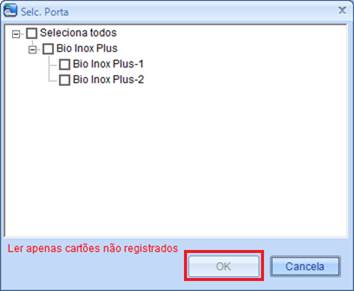 Selc. Porta
Seleciona todos
Bio Inox Plus
Bio Inox Plus-1
Bio Inox Plus-2
Ler apenas cartões não registrados
OK
Cancela